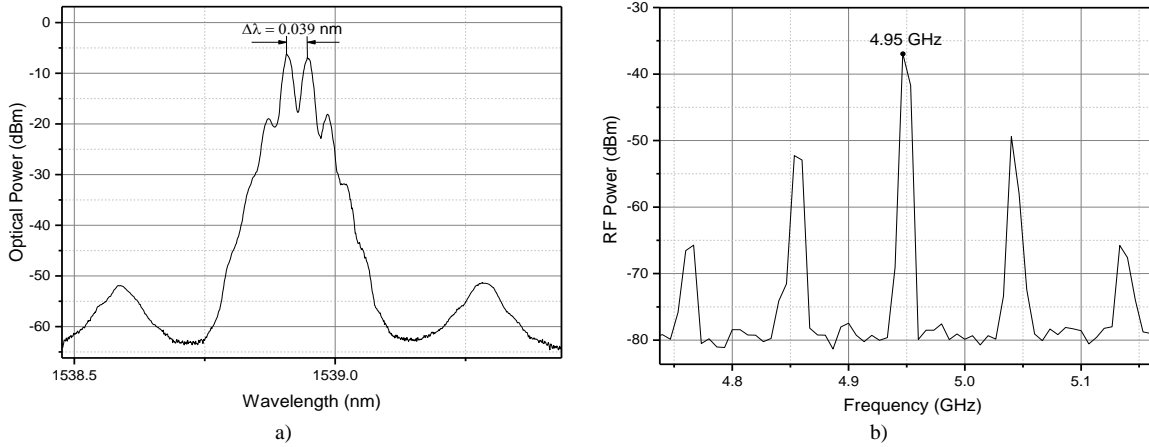 0
-10
-20
-30
-40
-50
-60
Optical Power (dBm)
Δλ = 0.039 nm
1538.5
1539.0
Wavelength (nm)
a)
-30
-40
-50
-60
-70
-80
RF Power (dBm)
4.95 GHz
4.8
4.9
5.0
5.1
Frequency (GHz)
b)